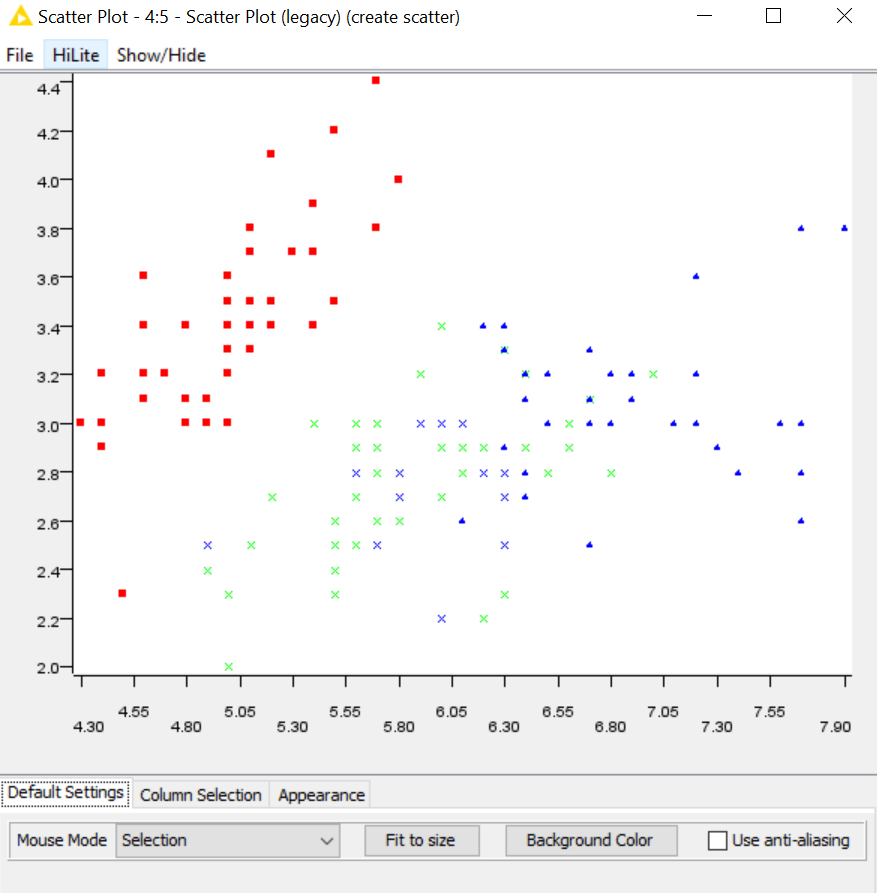 Scatter Plot - 4:5 - Scatter Plot (legacy) (create scatter)
File HiLite Show/Hide
4.4
4.2
4.0
3.8
3.6
3.4
3.2
3.0
2.8
2.6
2.4
2.2
2.0
4.55 5.05 5.55 6.05 6.55 7.05 7.55
4.30 4.80 5.30 5.80 6.30 6.80 7.30 7.90
Default Settings Column Selection Appearance
Mouse Mode Selection Fit to size Background Color Use anti-aliasing